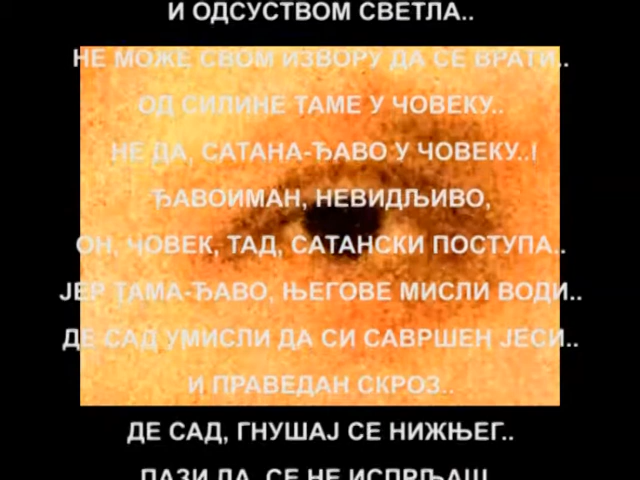 И ОДСУСТВОМ СВЕТЛА..
НЕ МОЖЕ СВОМ ИЗВОРУ ДА СЕ ВРАТИ..
ОД СИЛИНЕ ТАМЕ У ЧОВЕКУ..
НЕ ДА, САТАНА-ЂАВО У ЧОВЕКУ..!
ЂАВОИМАН, НЕВИДЉИВО,
ОН, ЧОВЕК, ТАД, САТАНСКИ ПОСТУПА..
ЈЕР ТАМА-ЂАВО, ЊЕГОВЕ МИСЛИ ВОДИ..
ДЕ САД УМИСЛИ ДА СИ САВРШЕН ЈЕСИ..
И ПРАВЕДАН СКРОЗ..
ДЕ САД, ГНУШАЈ СЕ НИЖЊЕГ..
ПАЗИ ДА, СЕ НЕ ИСПРЉАШ